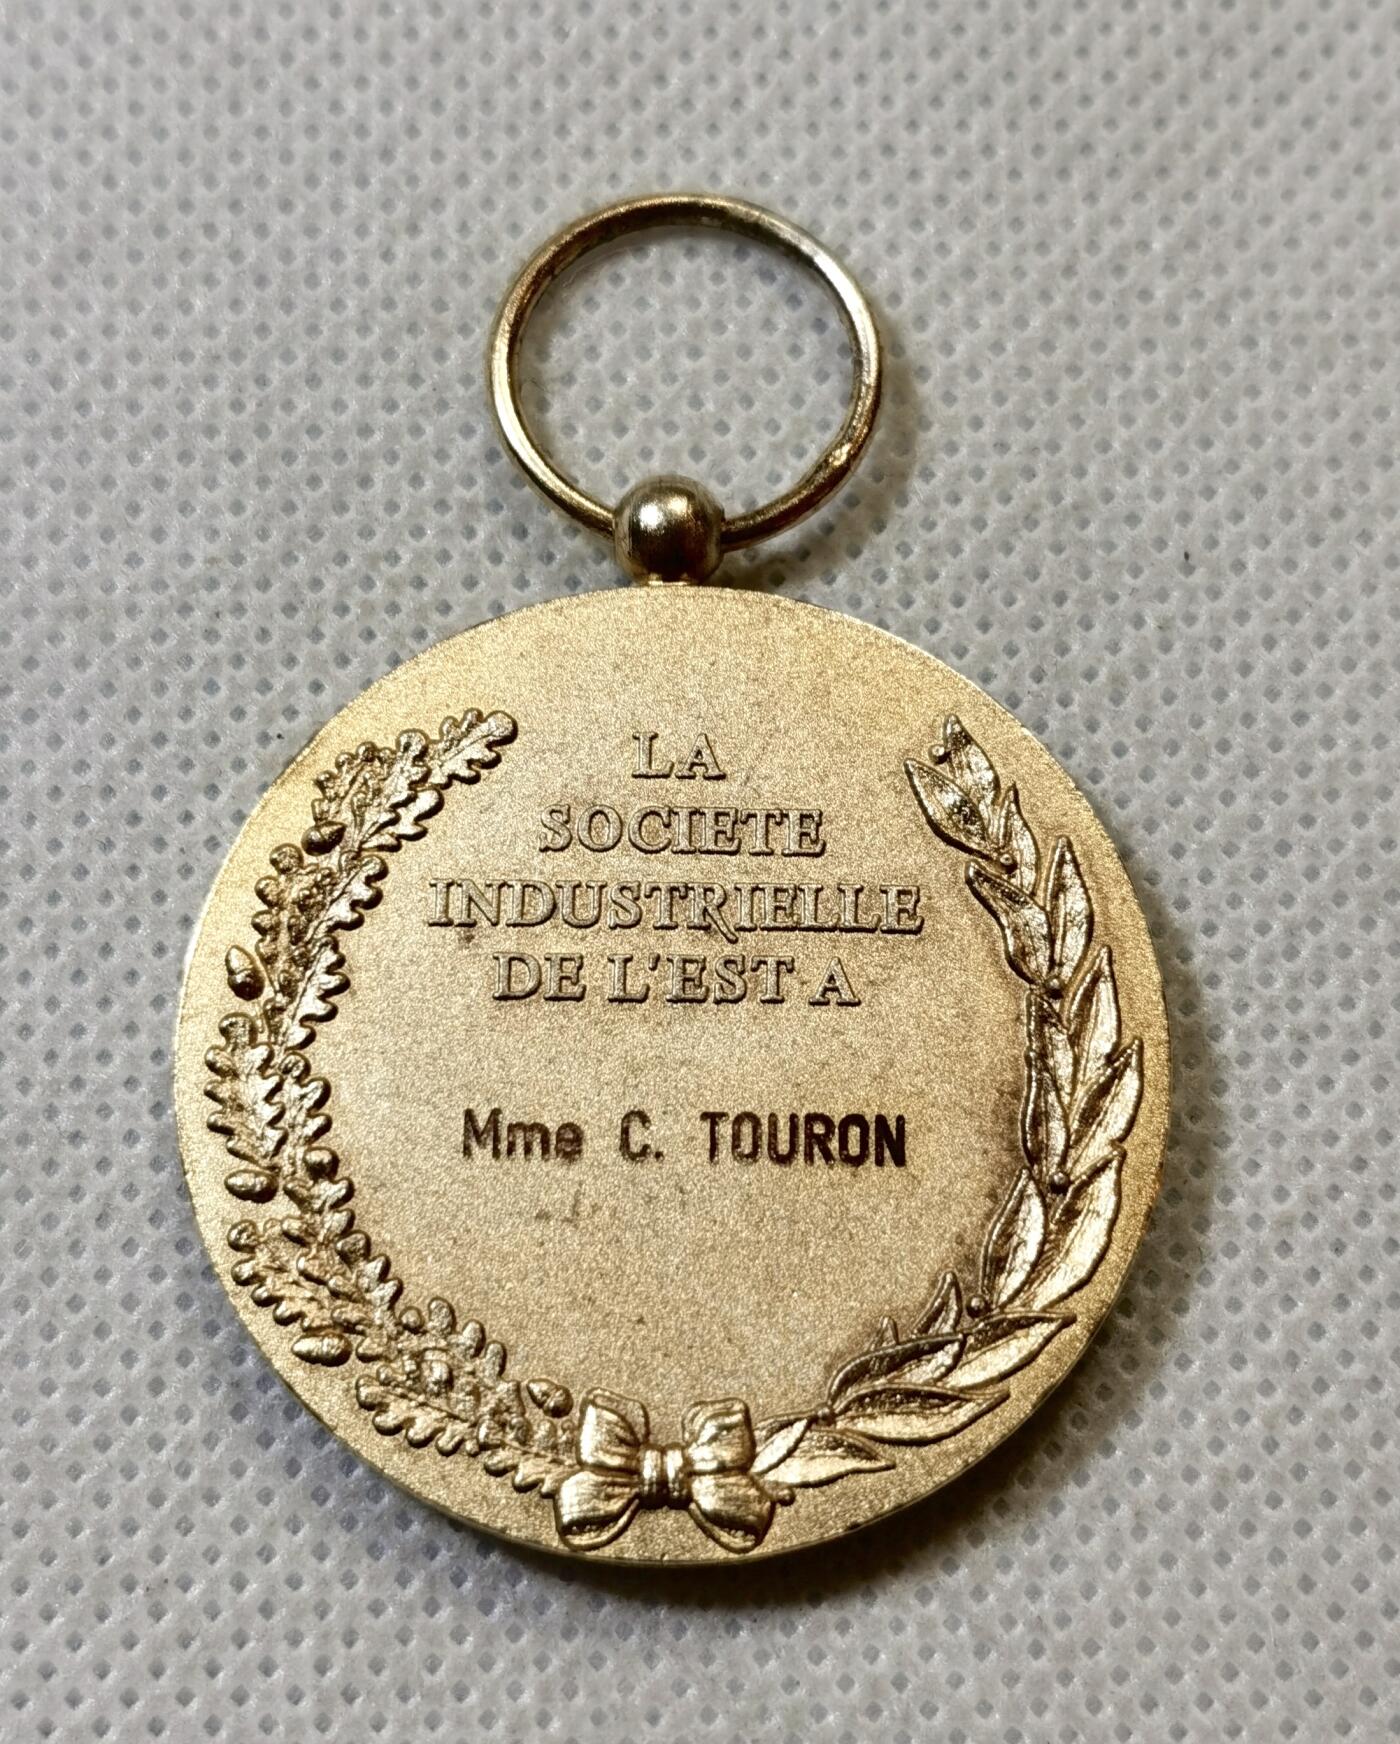 LA
SOCIETE
INDUSTRIELLE
DE L'EST A
Mme C. TOURON